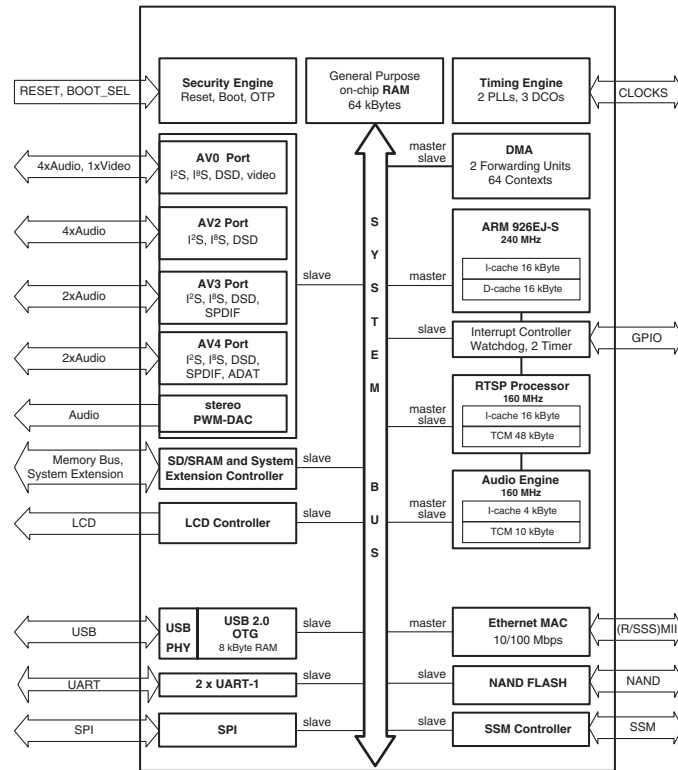 RESET, BOOT_SEL
Security Engine
Reset, Boot, OTP
General Purpose
on-chip RAM
64 kBytes
Timing Engine
2 PLLs, 3 DCOs
CLOCKS
4xAudio, 1xVideo
AV0 Port
I²S, I⁸S, DSD, video
master
slave
DMA
2 Forwarding Units
64 Contexts
4xAudio
AV2 Port
I²S, I⁸S, DSD
ARM 926EJ-S
240 MHz
I-cache 16 kByte
D-cache 16 kByte
slave
master
2xAudio
AV3 Port
I²S, I⁸S, DSD,
SPDIF
SYSTEM BUS
slave
Interrupt Controller
Watchdog, 2 Timer
GPIO
2xAudio
AV4 Port
I²S, I⁸S, DSD,
SPDIF, ADAT
RTSP Processor
160 MHz
I-cache 16 kByte
TCM 48 kByte
master
slave
Audio
stereo
PWM-DAC
Memory Bus,
System Extension
SD/SRAM and System
Extension Controller
slave
Audio Engine
160 MHz
I-cache 4 kByte
TCM 10 kByte
master
slave
LCD
LCD Controller
slave
USB
USB
PHY
USB 2.0
OTG
8 kByte RAM
slave
master
Ethernet MAC
10/100 Mbps
(R/SSS)MII
UART
2 x UART-1
slave
slave
NAND FLASH
NAND
SPI
SPI
slave
slave
SSM Controller
SSM